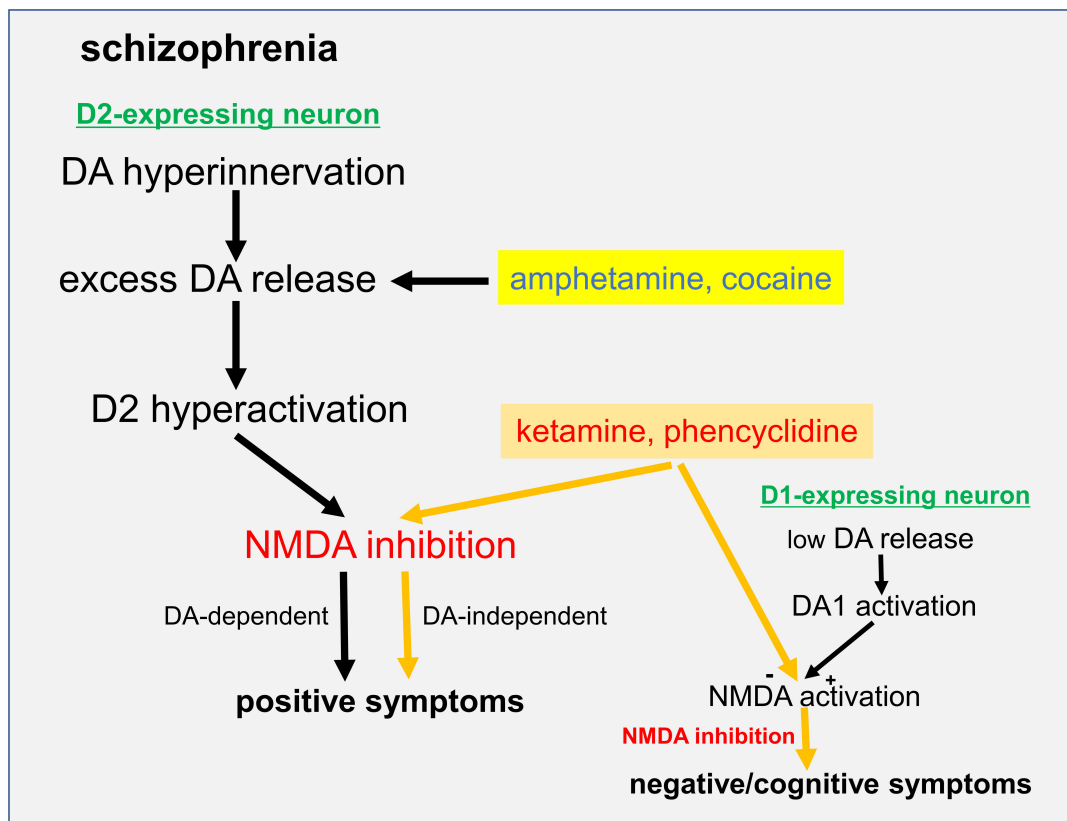 schizophrenia
D2-expressing neuron
DA hyperinnervation
excess DA release
amphetamine, cocaine
D2 hyperactivation
ketamine, phencyclidine
D1-expressing neuron
low DA release
NMDA inhibition
DA1 activation
DA-dependent
DA-independent
- +
NMDA activation
positive symptoms
NMDA inhibition
negative/cognitive symptoms